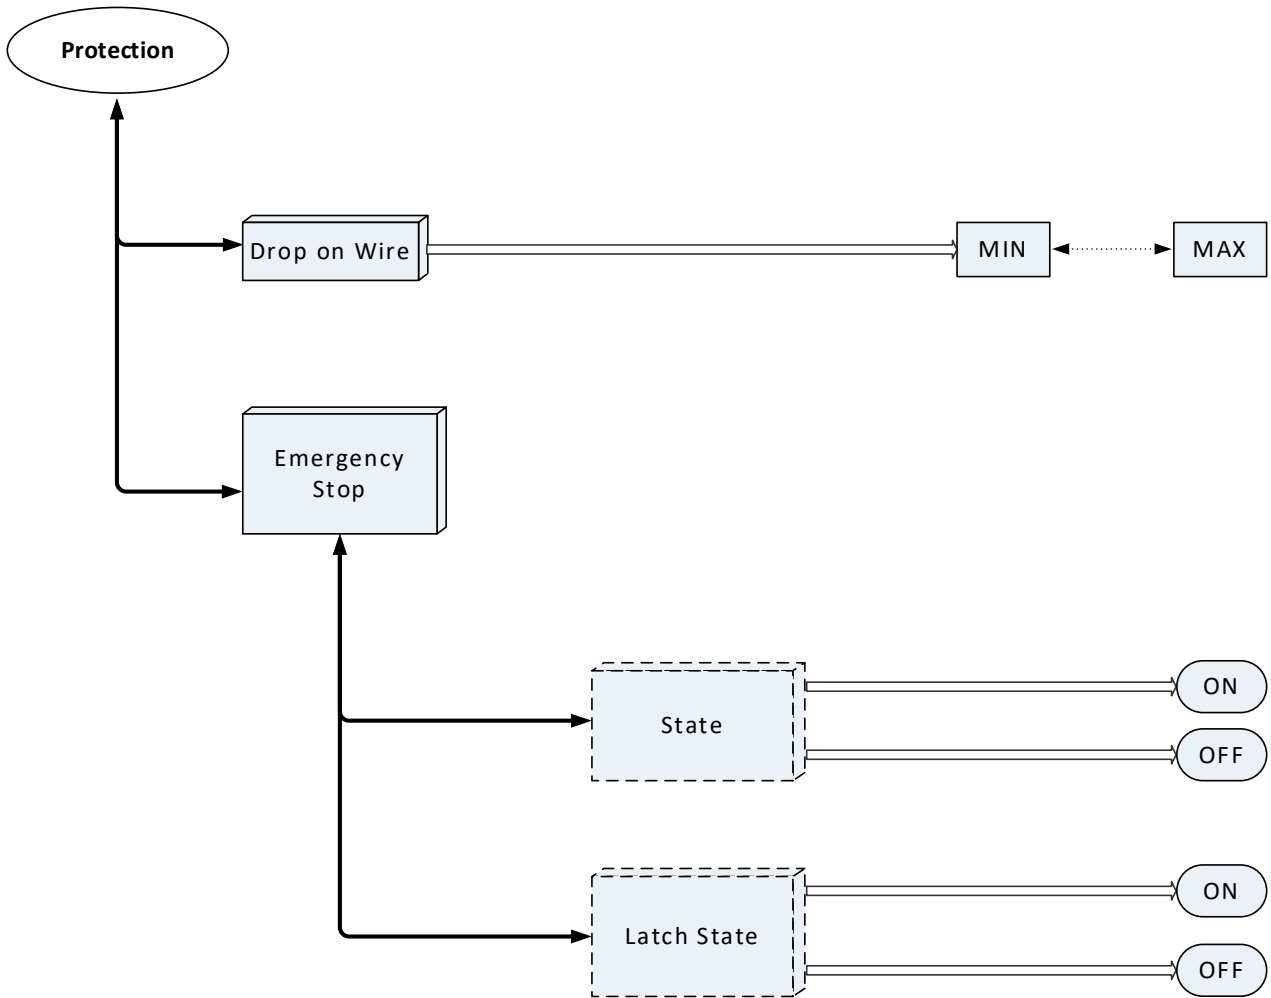 Protection
Drop on Wire
MIN
MAX
Emergency
Stop
State
ON
OFF
Latch State
ON
OFF